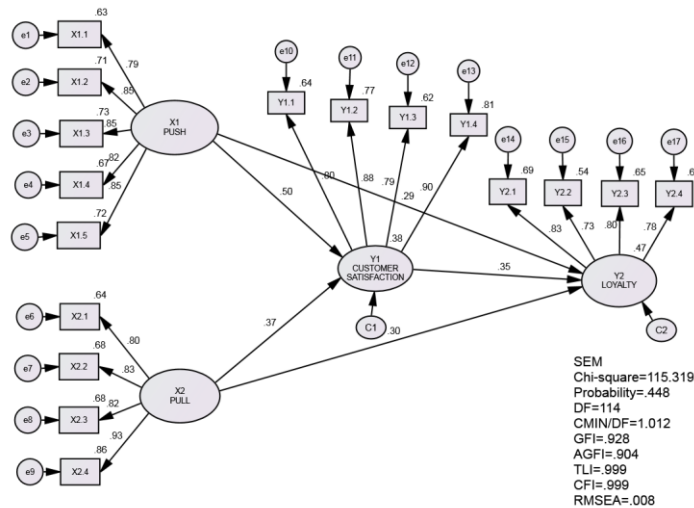 .63
e1
X1.1
.79
.71
e2
X1.2
.85
.73
e3
X1.3
.85
X1
PUSH
.82
.67
e4
X1.4
.85
.72
e5
X1.5
.64
e6
X2.1
.80
.68
e7
X2.2
.83
.68
e8
X2.3
.82
X2
PULL
.93
.86
e9
X2.4
e10
e11
e12
e13
.64
.77
.62
.81
Y1.1
Y1.2
Y1.3
Y1.4
.80
.88
.79
.90
.50
.29
.38
Y1
CUSTOMER
SATISFACTION
.37
.35
.30
C1
e14
e15
e16
e17
.69
.54
.65
Y2.1
Y2.2
Y2.3
Y2.4
.83
.73
.80
.78
.47
Y2
LOYALTY
C2
SEM
Chi-square=115.319
Probability=.448
DF=114
CMIN/DF=1.012
GFI=.928
AGFI=.904
TLI=.999
CFI=.999
RMSEA=.008